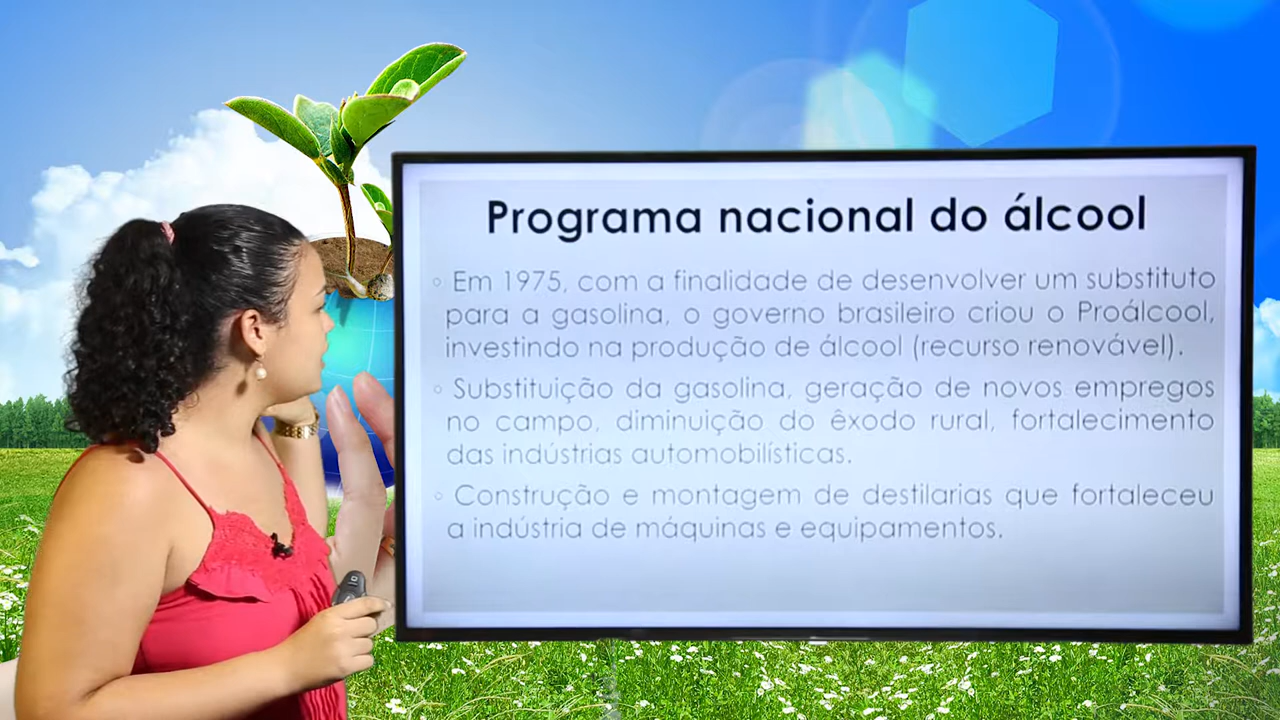 Programa nacional do álcool
◦ Em 1975, com a finalidade de desenvolver um substituto
para a gasolina, o governo brasileiro criou o Proálcool,
investindo na produção de álcool (recurso renovável).
◦ Substituição da gasolina, geração de novos empregos
no campo, diminuição do êxodo rural, fortalecimento
das indústrias automobilísticas.
◦ Construção e montagem de destilarias que fortaleceu
a indústria de máquinas e equipamentos.